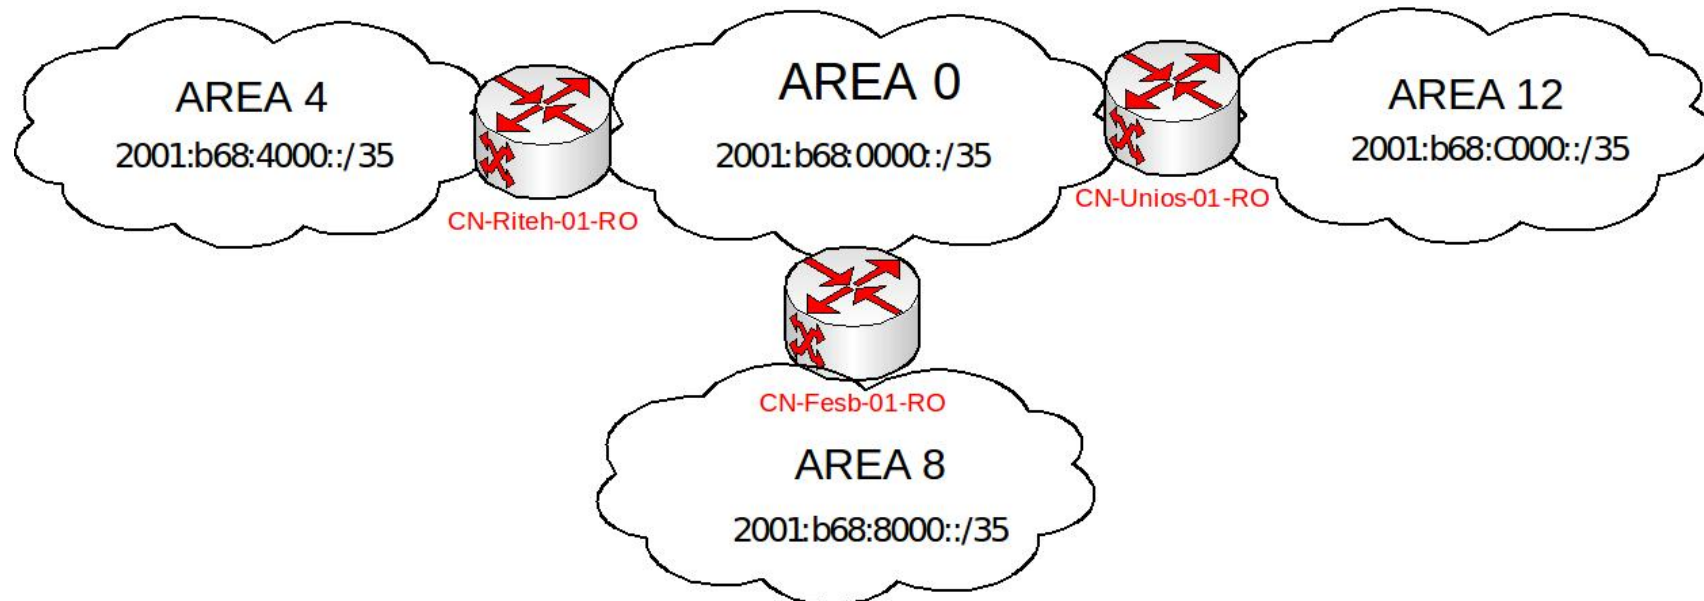 AREA 4
2001:b68:4000::/35
CN-Riteh-01-RO
AREA 0
2001:b68:0000::/35
CN-Unios-01-RO
AREA 12
2001:b68:C000::/35
CN-Fesb-01-RO
AREA 8
2001:b68:8000::/35